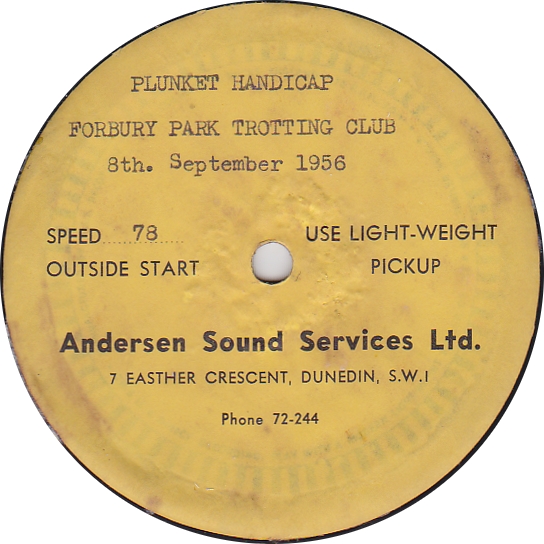 PLUNKET HANDICAP
FORBURY PARK TROTTING CLUB
8th. September 1956
SPEED 78 USE LIGHT-WEIGHT
OUTSIDE START PICKUP
Andersen Sound Services Ltd.
7 EASTHER CRESCENT, DUNEDIN, S.W.1
Phone 72-244